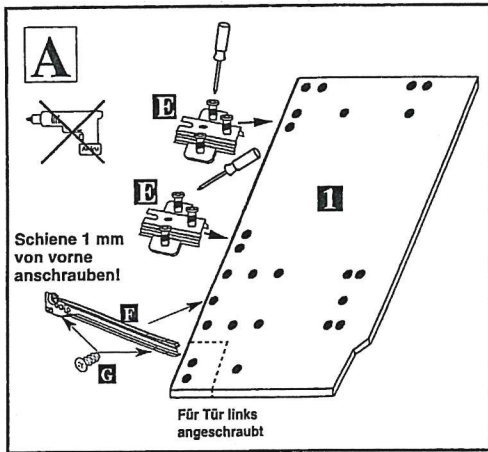 A
E
E
1
Schiene 1 mm
von vorne
anschrauben!
F
G
Für Tür links
angeschraubt